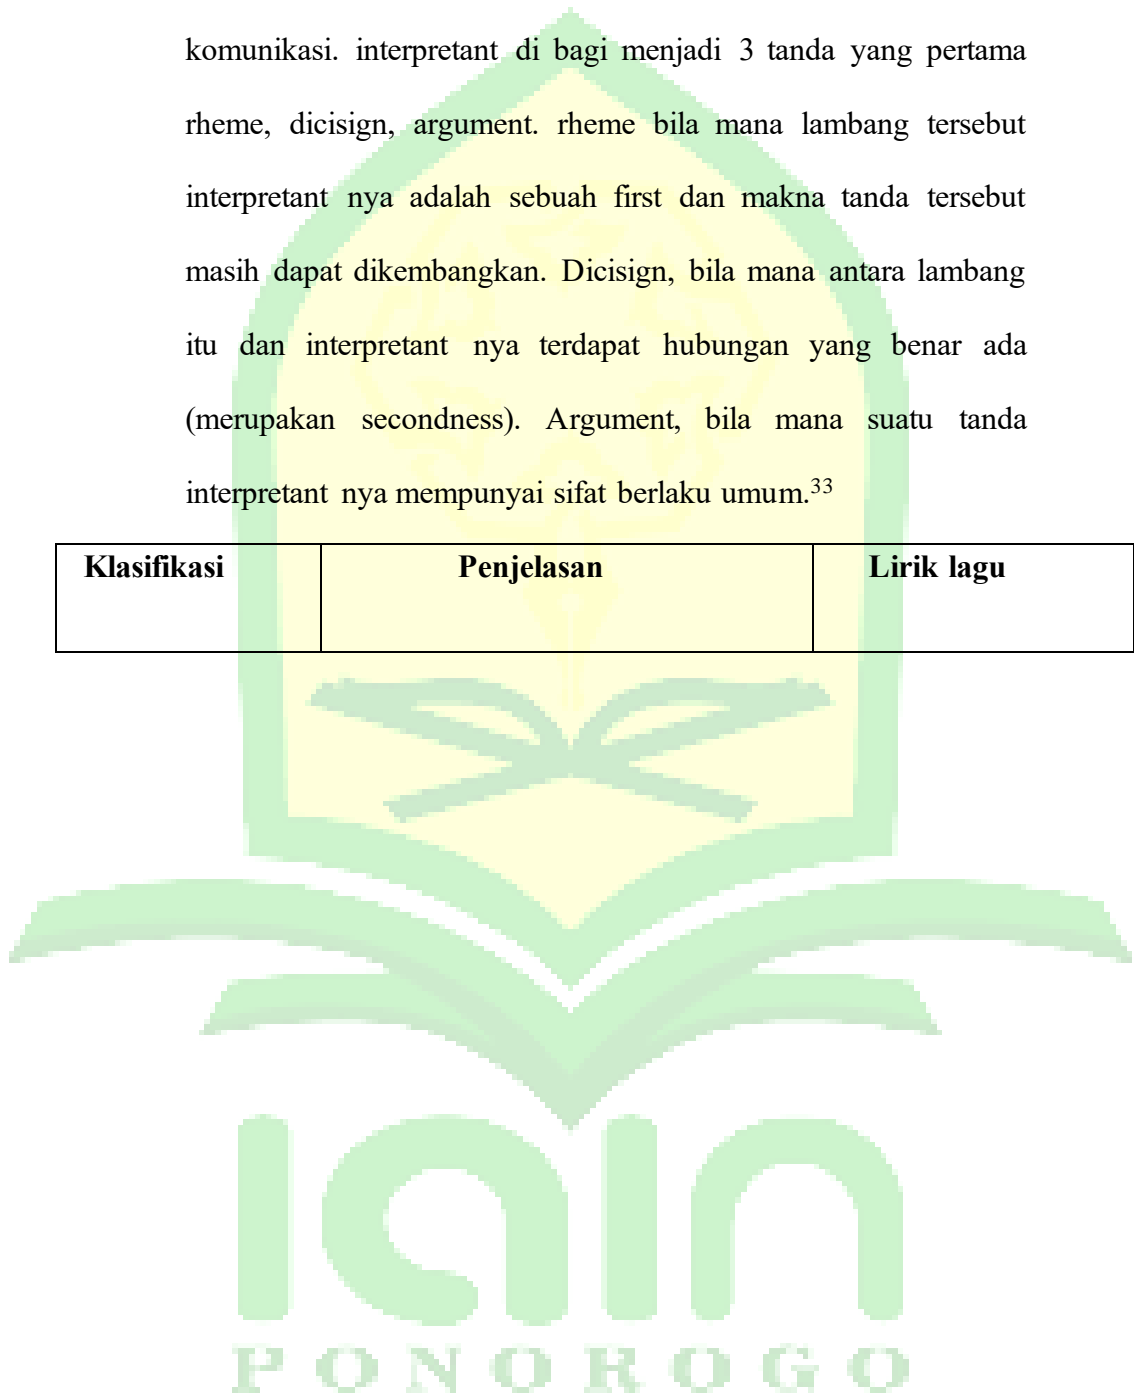 komunikasi. interpretant di bagi menjadi 3 tanda yang pertama
rheme, dicisign, argument. rheme bila mana lambang tersebut
interpretant nya adalah sebuah first dan makna tanda tersebut
masih dapat dikembangkan. Dicisign, bila mana antara lambang
itu dan interpretant nya terdapat hubungan yang benar ada
(merupakan secondness). Argument, bila mana suatu tanda
interpretant nya mempunyai sifat berlaku umum.³³
Klasifikasi Penjelasan Lirik lagu
iain
PONOROGO